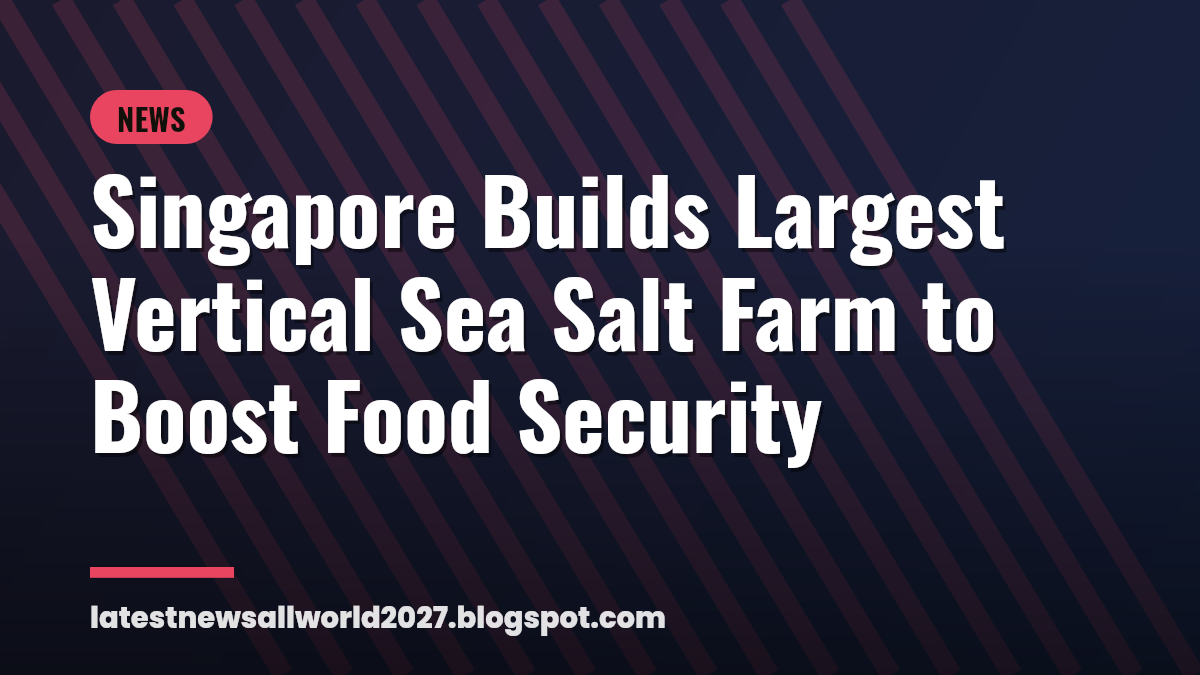 NEWS
Singapore Builds Largest
Vertical Sea Salt Farm to
Boost Food Security
latestnewsallworld2027.blogspot.com